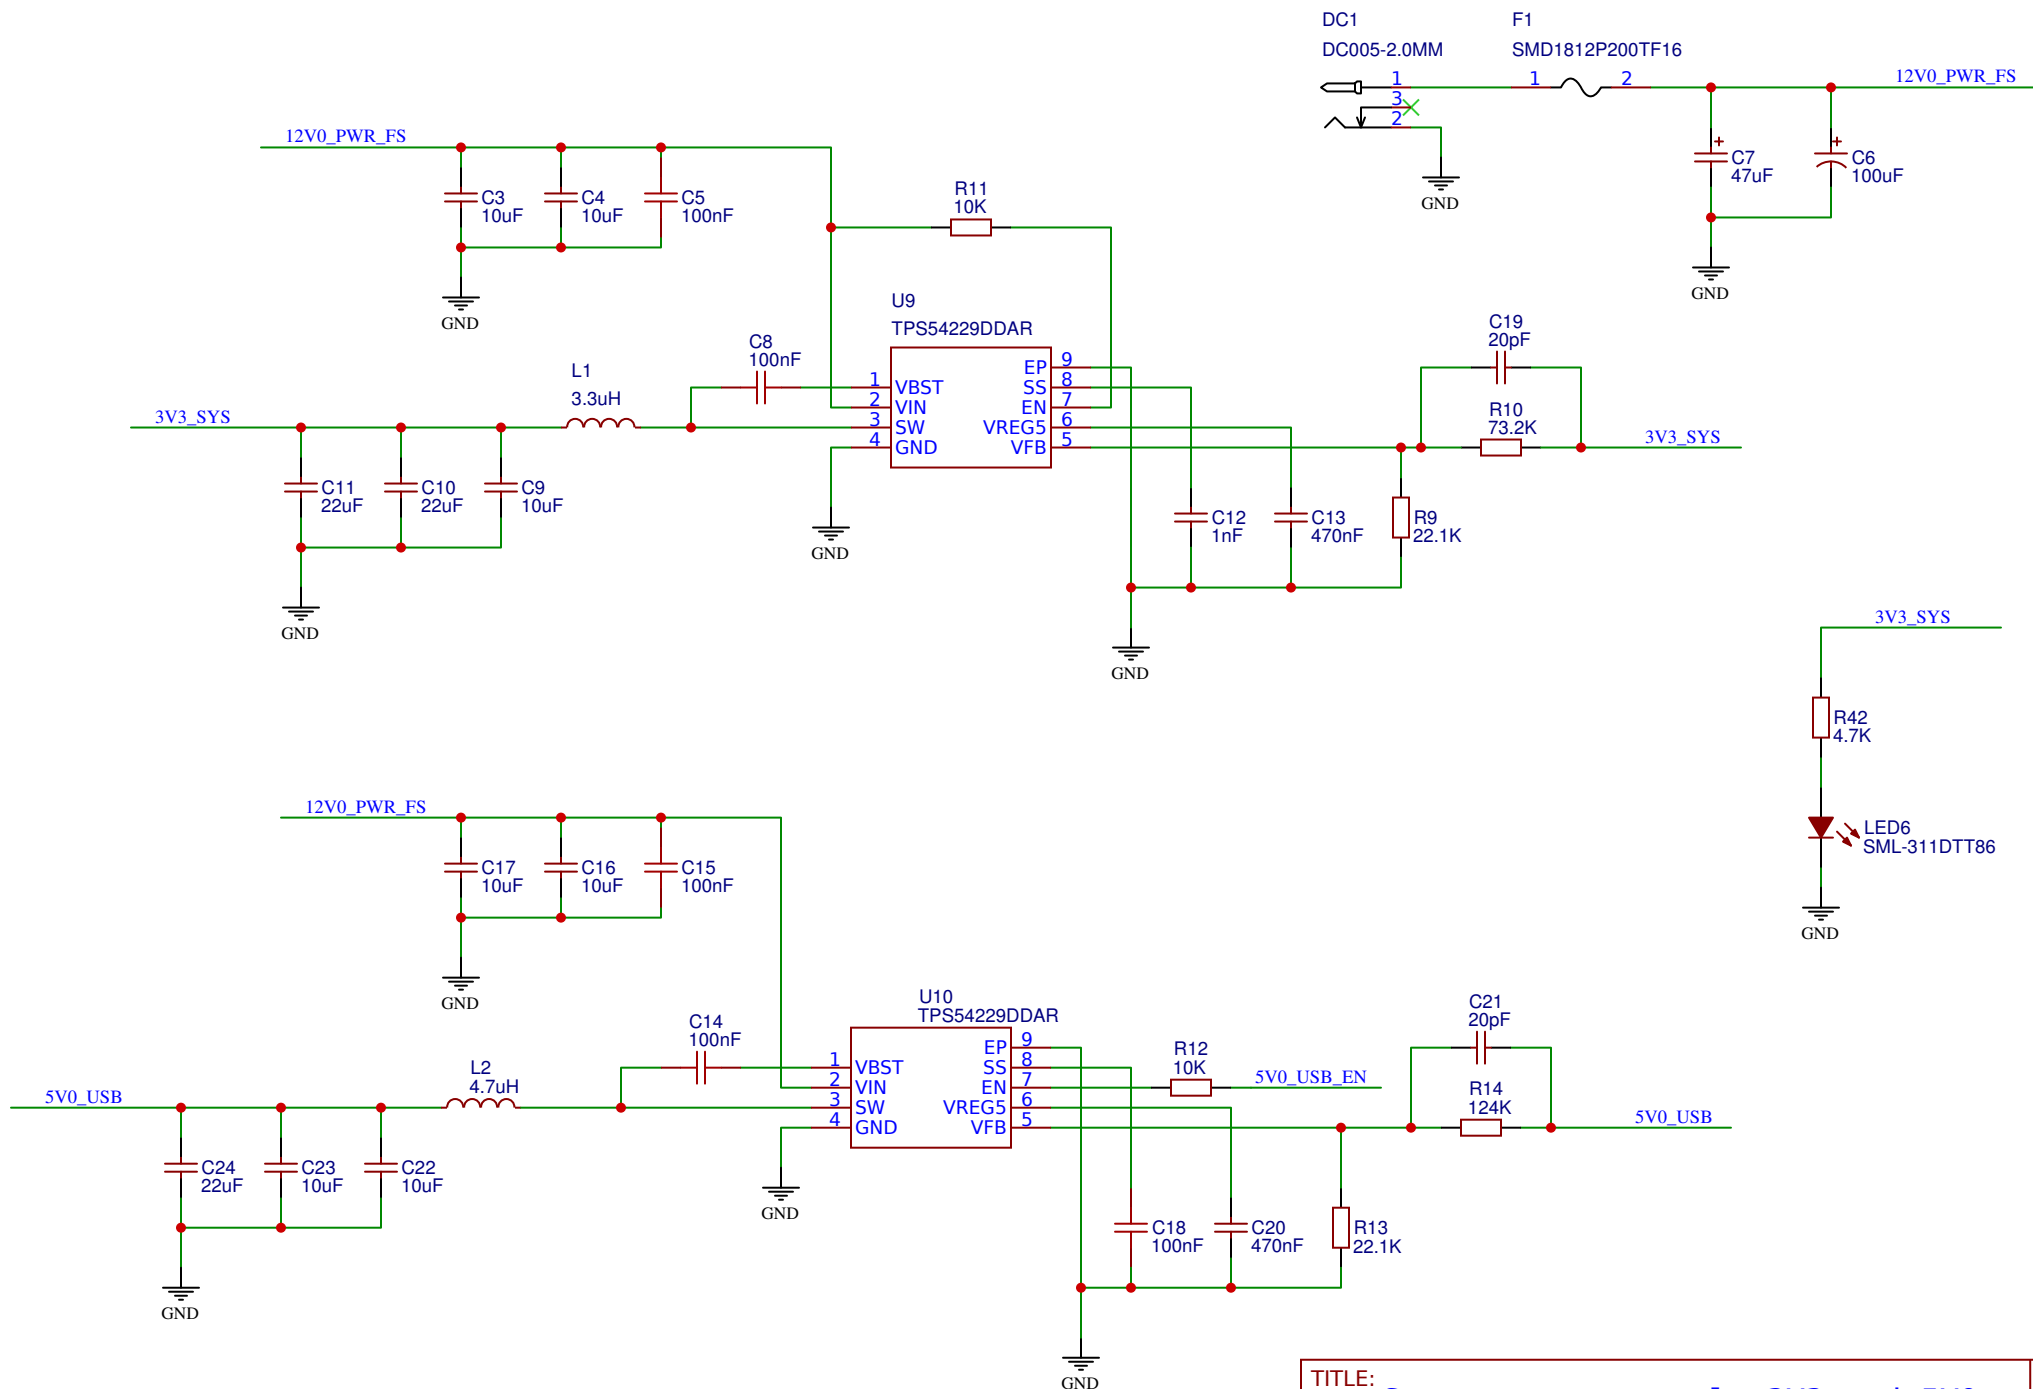 DC1
DC005-2.0MM
F1
SMD1812P200TF16
1
3
2
1
2
12V0_PWR_FS
C7
47uF
C6
100uF
GND
GND
12V0_PWR_FS
C3
10uF
C4
10uF
C5
100nF
GND
R11
10K
U9
TPS54229DDAR
C8
100nF
L1
3.3uH
3V3_SYS
1 VBST
2 VIN
3 SW
4 GND
EP 9
SS 8
EN 7
VREG5 6
VFB 5
C19
20pF
R10
73.2K
3V3_SYS
C11
22uF
C10
22uF
C9
10uF
GND
GND
C12
1nF
C13
470nF
R9
22.1K
GND
3V3_SYS
R42
4.7K
LED6
SML-311DTT86
GND
12V0_PWR_FS
C17
10uF
C16
10uF
C15
100nF
GND
U10
TPS54229DDAR
C14
100nF
L2
4.7uH
5V0_USB
1 VBST
2 VIN
3 SW
4 GND
EP 9
SS 8
EN 7
VREG5 6
VFB 5
R12
10K
5V0_USB_EN
C21
20pF
R14
124K
5V0_USB
C24
22uF
C23
10uF
C22
10uF
GND
GND
C18
100nF
C20
470nF
R13
22.1K
GND
TITLE: